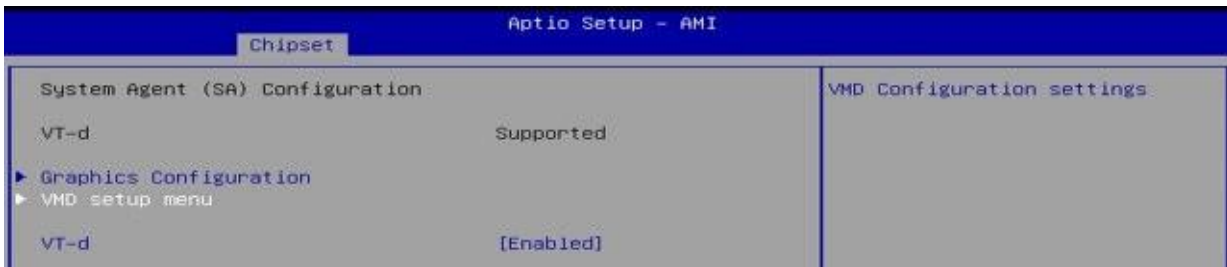 Aptio Setup - AMI
Chipset
System Agent (SA) Configuration
VMD Configuration settings
VT-d Supported
► Graphics Configuration
► VMD setup menu
VT-d [Enabled]